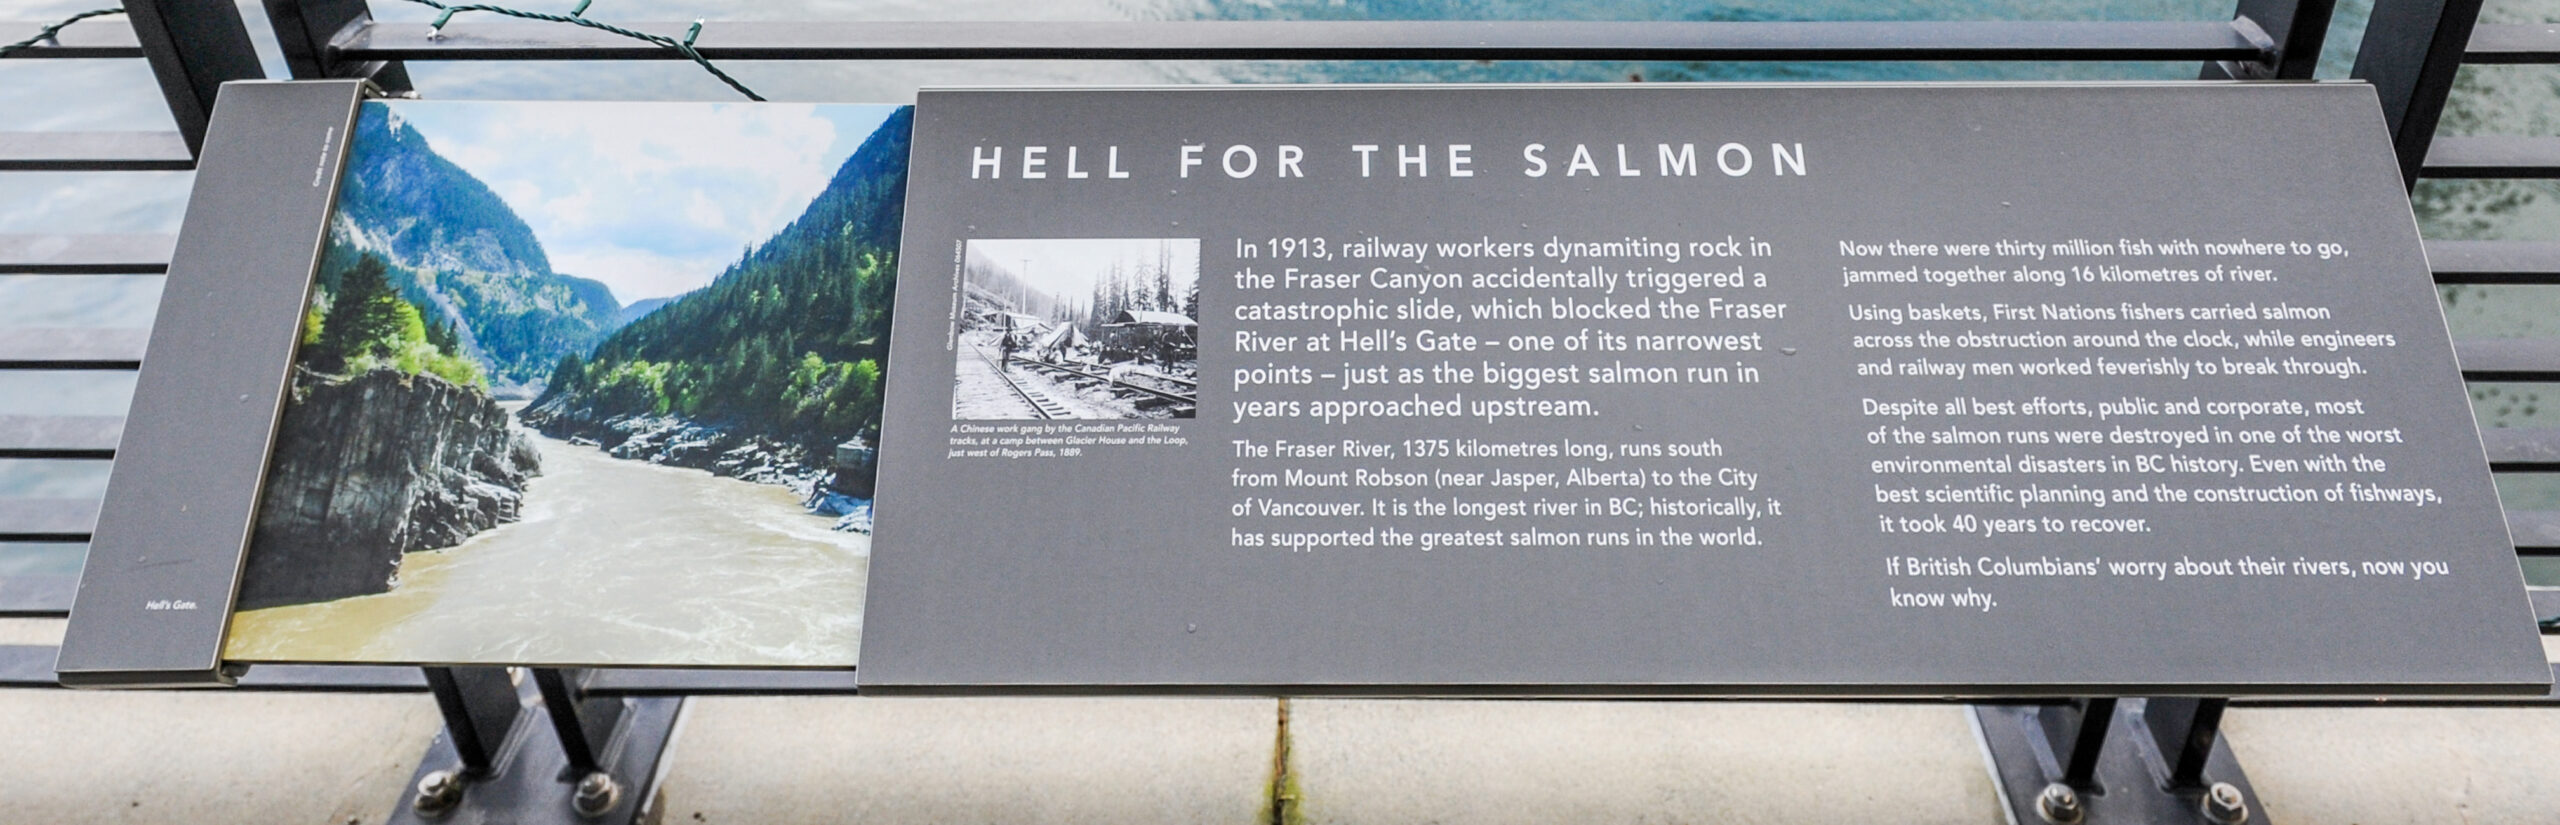 Credit note to come
Hell's Gate.
HELL FOR THE SALMON
Glenbow Museum Archives 0641507
A Chinese work gang by the Canadian Pacific Railway
tracks, at a camp between Glacier House and the Loop,
just west of Rogers Pass, 1889.
In 1913, railway workers dynamiting rock in
the Fraser Canyon accidentally triggered a
catastrophic slide, which blocked the Fraser
River at Hell's Gate – one of its narrowest
points – just as the biggest salmon run in
years approached upstream.
The Fraser River, 1375 kilometres long, runs south
from Mount Robson (near Jasper, Alberta) to the City
of Vancouver. It is the longest river in BC; historically, it
has supported the greatest salmon runs in the world.
Now there were thirty million fish with nowhere to go,
jammed together along 16 kilometres of river.
Using baskets, First Nations fishers carried salmon
across the obstruction around the clock, while engineers
and railway men worked feverishly to break through.
Despite all best efforts, public and corporate, most
of the salmon runs were destroyed in one of the worst
environmental disasters in BC history. Even with the
best scientific planning and the construction of fishways,
it took 40 years to recover.
If British Columbians' worry about their rivers, now you
know why.